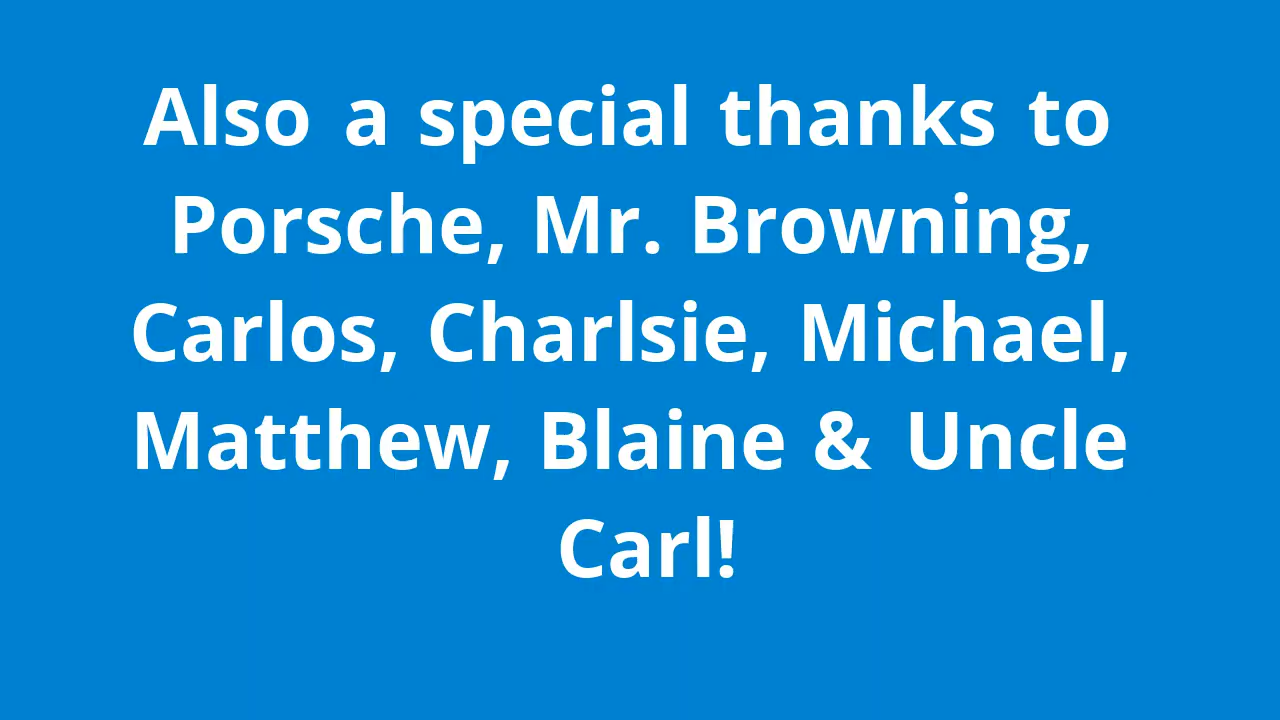 Also a special thanks to
Porsche, Mr. Browning,
Carlos, Charlsie, Michael,
Matthew, Blaine & Uncle
Carl!